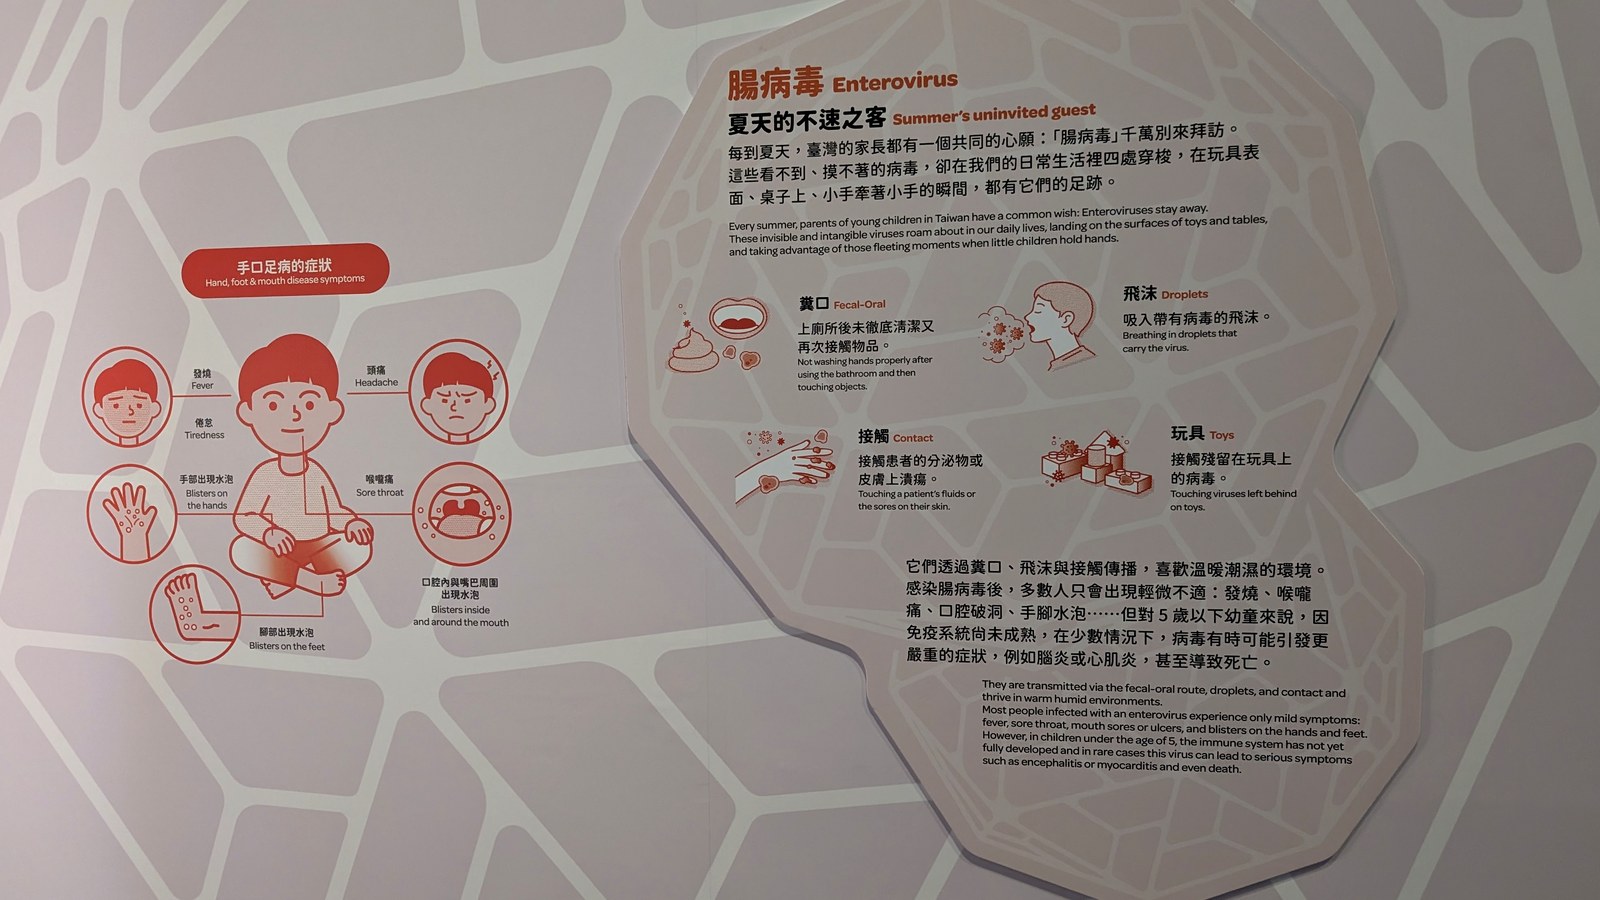 手口足病的症狀
Hand, foot & mouth disease symptoms
發燒
Fever
倦怠
Tiredness
頭痛
Headache
手部出現水泡
Blisters on
the hands
喉嚨痛
Sore throat
口腔內與嘴巴周圍
出現水泡
Blisters inside
and around the mouth
腳部出現水泡
Blisters on the feet
腸病毒 Enterovirus
夏天的不速之客 Summer's uninvited guest
每到夏天，臺灣的家長都有一個共同的心願：「腸病毒」千萬別來拜訪。
這些看不到、摸不著的病毒，卻在我們的日常生活裡四處穿梭，在玩具表
面、桌子上、小手牽著小手的瞬間，都有它們的足跡。
Every summer, parents of young children in Taiwan have a common wish: Enteroviruses stay away.
These invisible and intangible viruses roam about in our daily lives, landing on the surfaces of toys and tables,
and taking advantage of those fleeting moments when little children hold hands.
糞口 Fecal-Oral
上廁所後未徹底清潔又
再次接觸物品。
Not washing hands properly after
using the bathroom and then
touching objects.
飛沫 Droplets
吸入帶有病毒的飛沫。
Breathing in droplets that
carry the virus.
接觸 Contact
接觸患者的分泌物或
皮膚上潰瘍。
Touching a patient's fluids or
the sores on their skin.
玩具 Toys
接觸殘留在玩具上
的病毒。
Touching viruses left behind
on toys.
它們透過糞口、飛沫與接觸傳播，喜歡溫暖潮濕的環境。
感染腸病毒後，多數人只會出現輕微不適：發燒、喉嚨
痛、口腔破洞、手腳水泡⋯⋯但對 5 歲以下幼童來說，因
免疫系統尚未成熟，在少數情況下，病毒有時可能引發更
嚴重的症狀，例如腦炎或心肌炎，甚至導致死亡。
They are transmitted via the fecal-oral route, droplets, and contact and
thrive in warm humid environments.
Most people infected with an enterovirus experience only mild symptoms:
fever, sore throat, mouth sores or ulcers, and blisters on the hands and feet.
However, in children under the age of 5, the immune system has not yet
fully developed and in rare cases this virus can lead to serious symptoms
such as encephalitis or myocarditis and even death.